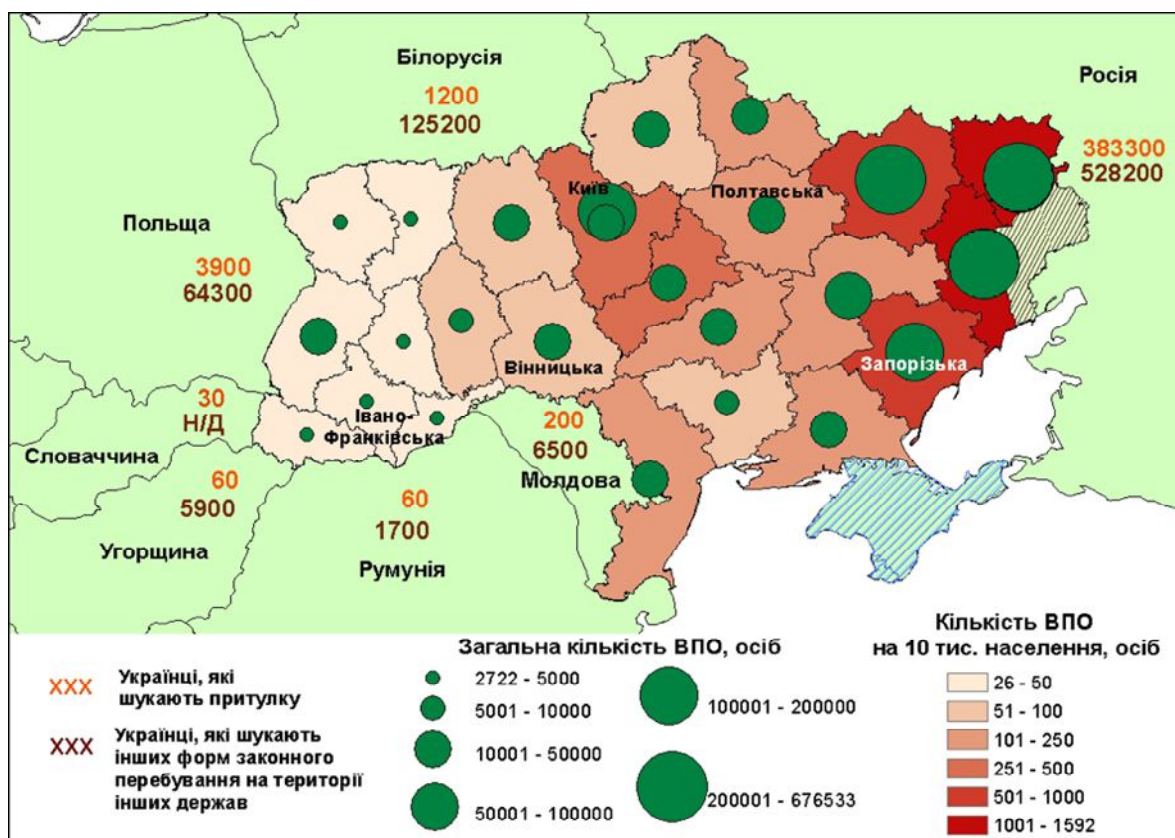 Білорусія
1200
125200
Росія
383300
528200
Київ
Полтавська
Польща
3900
64300
Запорізька
Вінницька
Івано-
Франківська
30
Н/Д
Словаччина
200
6500
Молдова
60
5900
Угорщина
60
1700
Румунія
ХХХ
Українці, які
шукають притулку
ХХХ
Українці, які шукають
інших форм законного
перебування на території
інших держав
Загальна кількість ВПО, осіб
2722 - 5000
5001 - 10000
10001 - 50000
50001 - 100000
100001 - 200000
200001 - 676533
Кількість ВПО
на 10 тис. населення, осіб
26 - 50
51 - 100
101 - 250
251 - 500
501 - 1000
1001 - 1592